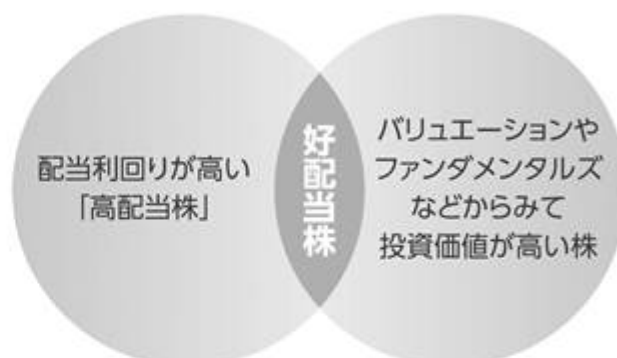 配当利回りが高い
「高配当株」
好配当株
バリュエーションや
ファンダメンタルズ
などからみて
投資価値が高い株